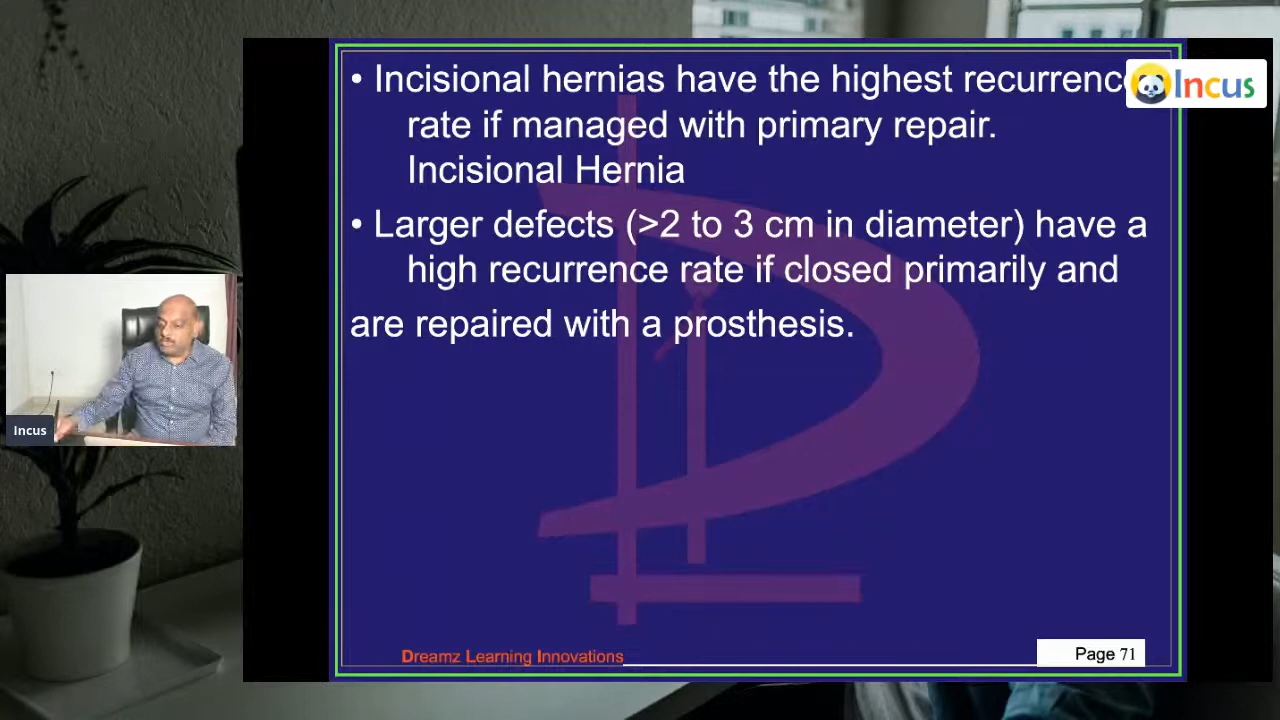 • Incisional hernias have the highest recurrence
rate if managed with primary repair.
Incisional Hernia
• Larger defects (>2 to 3 cm in diameter) have a
high recurrence rate if closed primarily and
are repaired with a prosthesis.
Incus
Incus
Dreamz Learning Innovations
Page 71